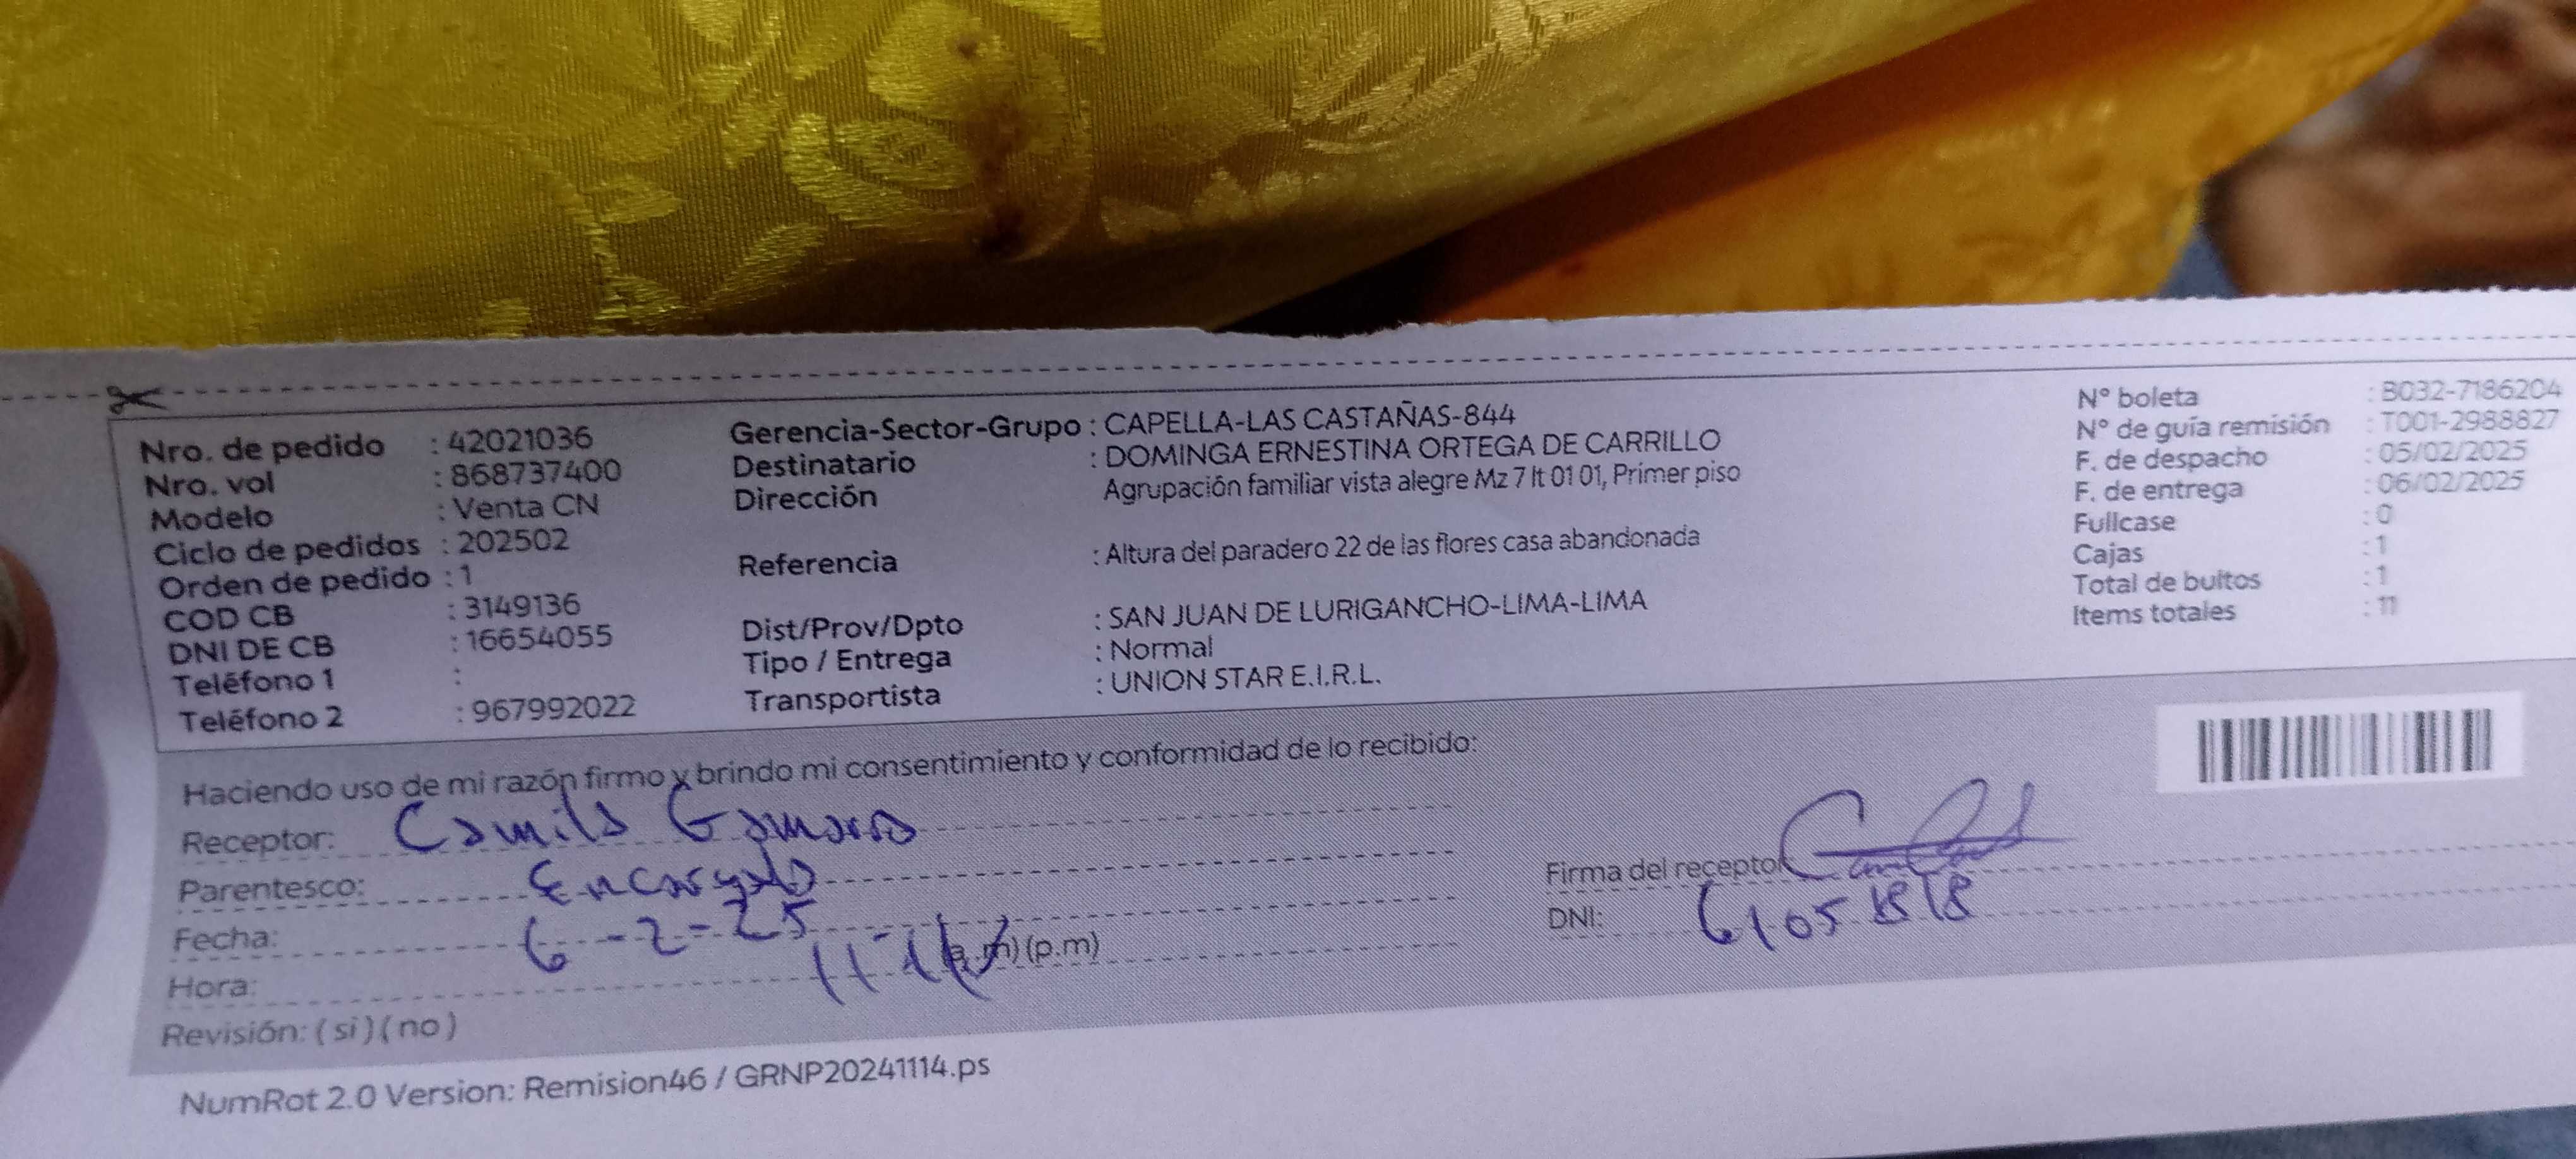 Nro. de pedido : 42021036
Nro. vol : 868737400
Modelo : Venta CN
Ciclo de pedidos : 202502
Orden de pedido : 1
COD CB : 3149136
DNI DE CB : 16654055
Teléfono 1 :
Teléfono 2 : 967992022
Gerencia-Sector-Grupo : CAPELLA-LAS CASTAÑAS-844
Destinatario : DOMINGA ERNESTINA ORTEGA DE CARRILLO
Dirección Agrupación familiar vista alegre Mz 7 lt 01 01, Primer piso
Referencia : Altura del paradero 22 de las flores casa abandonada
Dist/Prov/Dpto : SAN JUAN DE LURIGANCHO-LIMA-LIMA
Tipo / Entrega : Normal
Transportista : UNION STAR E.I.R.L.
N° boleta : B032-7186204
N° de guía remisión : T001-2988827
F. de despacho : 05/02/2025
F. de entrega : 06/02/2025
Fullcase : 0
Cajas : 1
Total de bultos : 1
Items totales : 11
Haciendo uso de mi razón firmo y brindo mi consentimiento y conformidad de lo recibido:
Receptor: Camilo Gamarra
Parentesco: Encargado
Fecha: 6-2-25
Hora: (a.m) (p.m)
Revisión: ( si ) ( no )
Firma del receptor
DNI:
NumRot 2.0 Version: Remision46 / GRNP20241114.ps